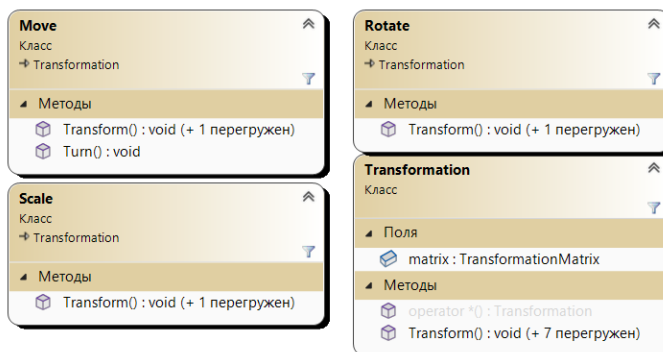 Move
Класс
Transformation
Методы
Transform() : void (+ 1 перегружен)
Turn() : void
Scale
Класс
Transformation
Методы
Transform() : void (+ 1 перегружен)
Rotate
Класс
Transformation
Методы
Transform() : void (+ 1 перегружен)
Transformation
Класс
Поля
matrix : TransformationMatrix
Методы
operator *() : Transformation
Transform() : void (+ 7 перегружен)